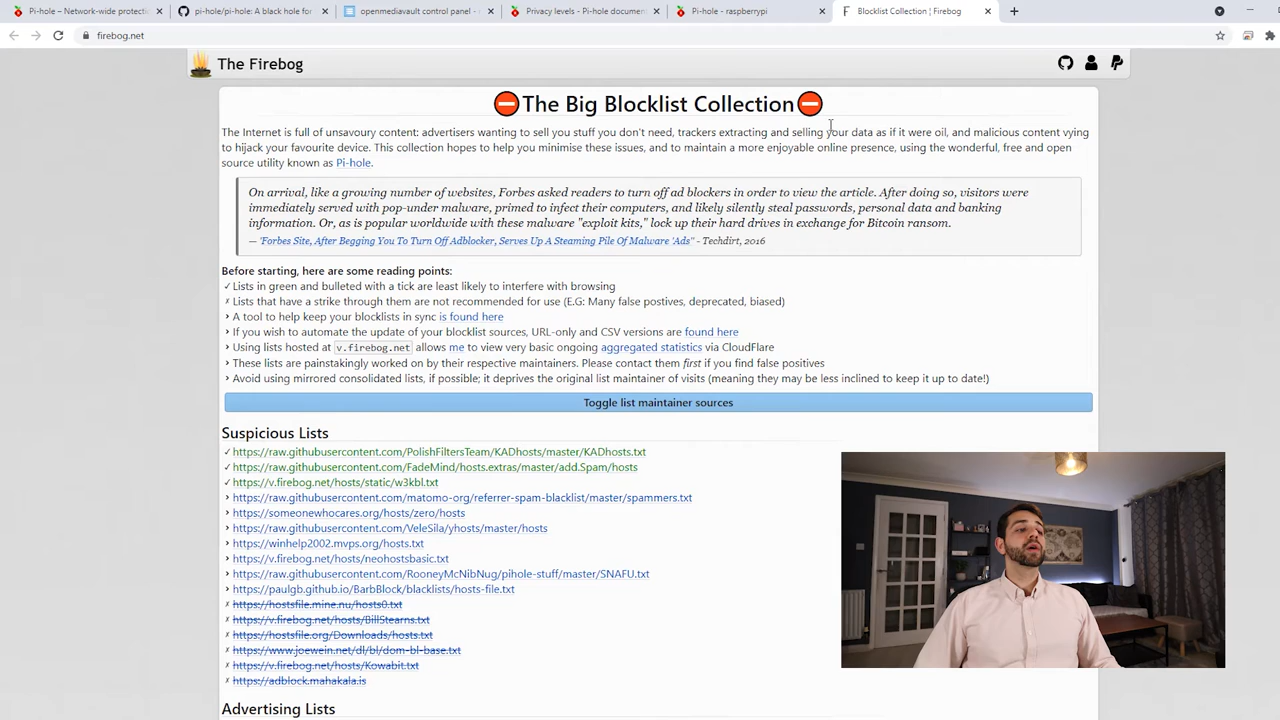 Pi-hole – Network-wide protecti
pi-hole/pi-hole: A black hole for
openmediavault control panel -
Privacy levels - Pi-hole documen
Pi-hole - raspberrypi
Blocklist Collection ¦ Firebog
firebog.net
The Firebog
The Big Blocklist Collection
The Internet is full of unsavoury content: advertisers wanting to sell you stuff you don't need, trackers extracting and selling your data as if it were oil, and malicious content vying
to hijack your favourite device. This collection hopes to help you minimise these issues, and to maintain a more enjoyable online presence, using the wonderful, free and open
source utility known as Pi-hole.
On arrival, like a growing number of websites, Forbes asked readers to turn off ad blockers in order to view the article. After doing so, visitors were
immediately served with pop-under malware, primed to infect their computers, and likely silently steal passwords, personal data and banking
information. Or, as is popular worldwide with these malware "exploit kits," lock up their hard drives in exchange for Bitcoin ransom.
— "Forbes Site, After Begging You To Turn Off Adblocker, Serves Up A Steaming Pile Of Malware 'Ads'" - Techdirt, 2016
Before starting, here are some reading points:
✓ Lists in green and bulleted with a tick are least likely to interfere with browsing
✗ Lists that have a strike through them are not recommended for use (E.G: Many false postives, deprecated, biased)
› A tool to help keep your blocklists in sync is found here
› If you wish to automate the update of your blocklist sources, URL-only and CSV versions are found here
› Using lists hosted at v.firebog.net allows me to view very basic ongoing aggregated statistics via CloudFlare
› These lists are painstakingly worked on by their respective maintainers. Please contact them first if you find false positives
› Avoid using mirrored consolidated lists, if possible; it deprives the original list maintainer of visits (meaning they may be less inclined to keep it up to date!)
Toggle list maintainer sources
Suspicious Lists
✓ https://raw.githubusercontent.com/PolishFiltersTeam/KADhosts/master/KADhosts.txt
✓ https://raw.githubusercontent.com/FadeMind/hosts.extras/master/add.Spam/hosts
✓ https://v.firebog.net/hosts/static/w3kbl.txt
› https://raw.githubusercontent.com/matomo-org/referrer-spam-blacklist/master/spammers.txt
› https://someonewhocares.org/hosts/zero/hosts
› https://raw.githubusercontent.com/VeleSila/yhosts/master/hosts
› https://winhelp2002.mvps.org/hosts.txt
› https://v.firebog.net/hosts/neohostsbasic.txt
› https://raw.githubusercontent.com/RooneyMcNibNug/pihole-stuff/master/SNAFU.txt
› https://paulgb.github.io/BarbBlock/blacklists/hosts-file.txt
✗ https://hostsfile.mine.nu/hosts0.txt
✗ https://v.firebog.net/hosts/BillStearns.txt
✗ https://hostsfile.org/Downloads/hosts.txt
✗ https://www.joewein.net/dl/bl/dom-bl-base.txt
✗ https://v.firebog.net/hosts/Kowabit.txt
✗ https://adblock.mahakala.is
Advertising Lists